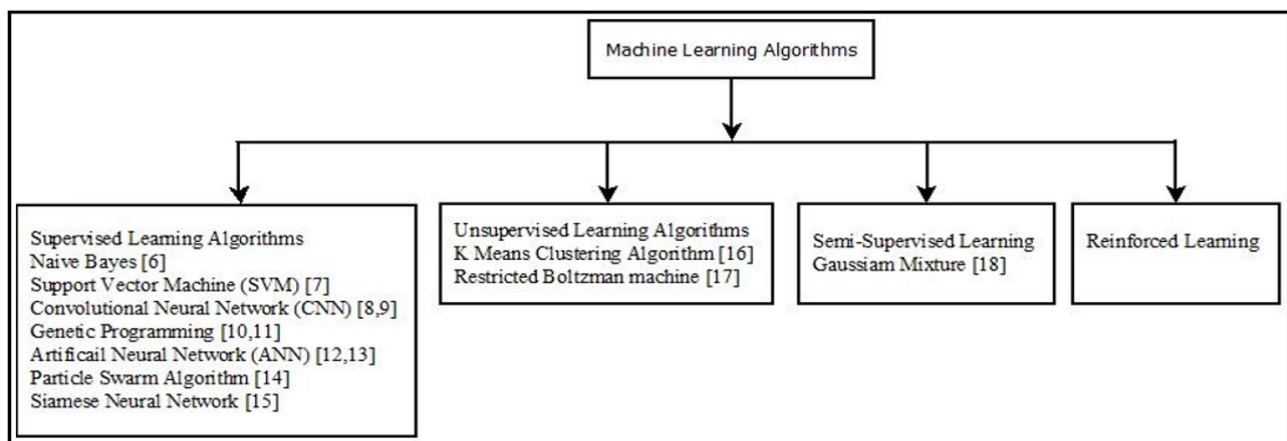 Machine Learning Algorithms
Supervised Learning Algorithms
Naive Bayes [6]
Support Vector Machine (SVM) [7]
Convolutional Neural Network (CNN) [8,9]
Genetic Programming [10,11]
Artificail Neural Network (ANN) [12,13]
Particle Swarm Algorithm [14]
Siamese Neural Network [15]
Unsupervised Learning Algorithms
K Means Clustering Algorithm [16]
Restricted Boltzman machine [17]
Semi-Supervised Learning
Gaussiam Mixture [18]
Reinforced Learning